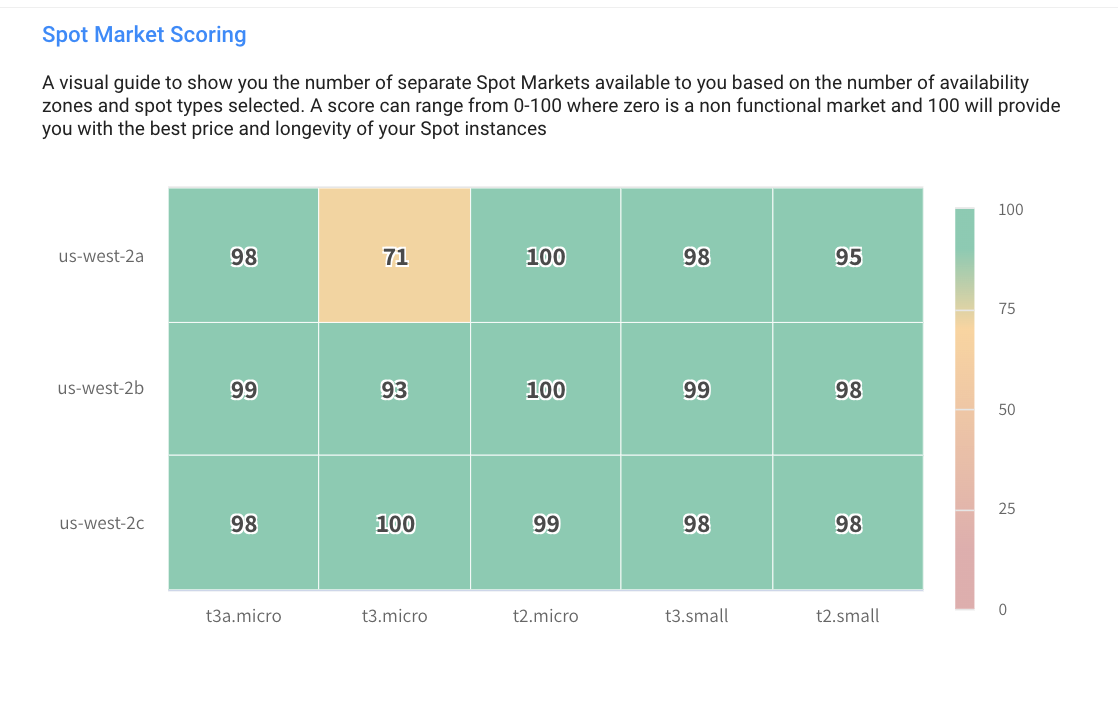 Spot Market Scoring
A visual guide to show you the number of separate Spot Markets available to you based on the number of availability
zones and spot types selected. A score can range from 0-100 where zero is a non functional market and 100 will provide
you with the best price and longevity of your Spot instances
us-west-2a 98 71 100 98 95
us-west-2b 99 93 100 99 98
us-west-2c 98 100 99 98 98
t3a.micro t3.micro t2.micro t3.small t2.small
100
75
50
25
0